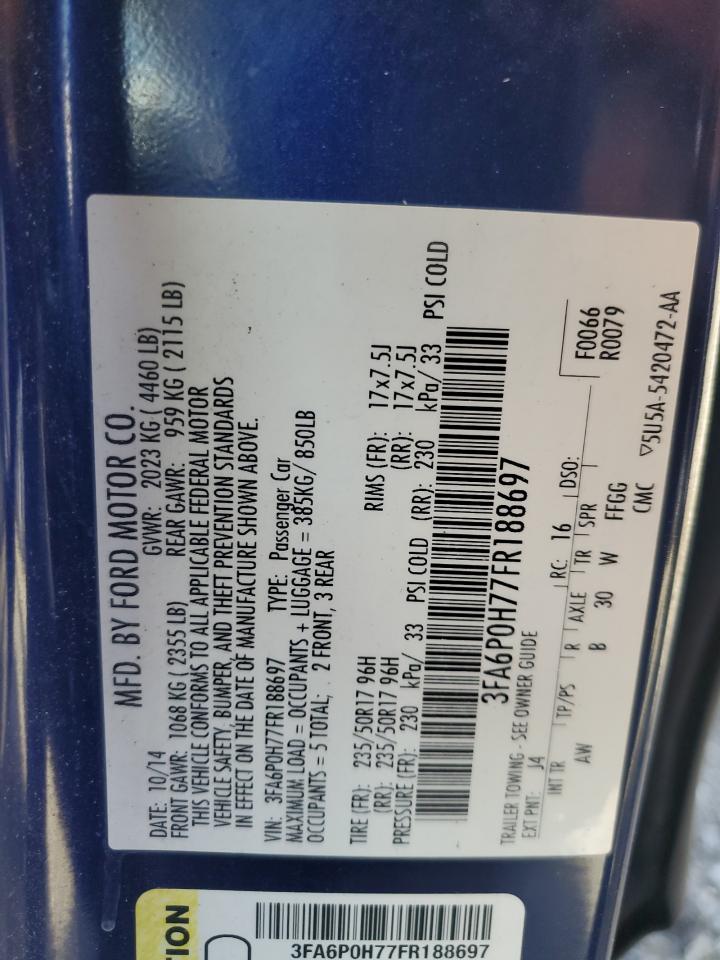 MFD. BY FORD MOTOR CO.
DATE: 10/14 GVWR: 2023 KG ( 4460 LB)
FRONT GAWR: 1068 KG ( 2355 LB) REAR GAWR: 959 KG ( 2115 LB)
THIS VEHICLE CONFORMS TO ALL APPLICABLE FEDERAL MOTOR
VEHICLE SAFETY, BUMPER, AND THEFT PREVENTION STANDARDS
IN EFFECT ON THE DATE OF MANUFACTURE SHOWN ABOVE.
VIN: 3FA6P0H77FR188697 TYPE: Passenger Car
MAXIMUM LOAD = OCCUPANTS + LUGGAGE = 385KG/ 850LB
OCCUPANTS = 5 TOTAL; 2 FRONT, 3 REAR
TIRE (FR): 235/50R17 96H RIMS (FR): 17x7.5J
(RR): 235/50R17 96H (RR): 17x7.5J
PRESSURE (FR): 230 kPa/ 33 PSI COLD (RR): 230 kPa/ 33 PSI COLD
3FA6P0H77FR188697
TRAILER TOWING - SEE OWNER GUIDE
EXT PNT: J4 RC: 16 DSO: F0066
R0079
INT TR TP/PS R AXLE TR SPR
AW B 30 W FFGG
CMC ▽5U5A-5420472-AA
TION
3FA6P0H77FR188697